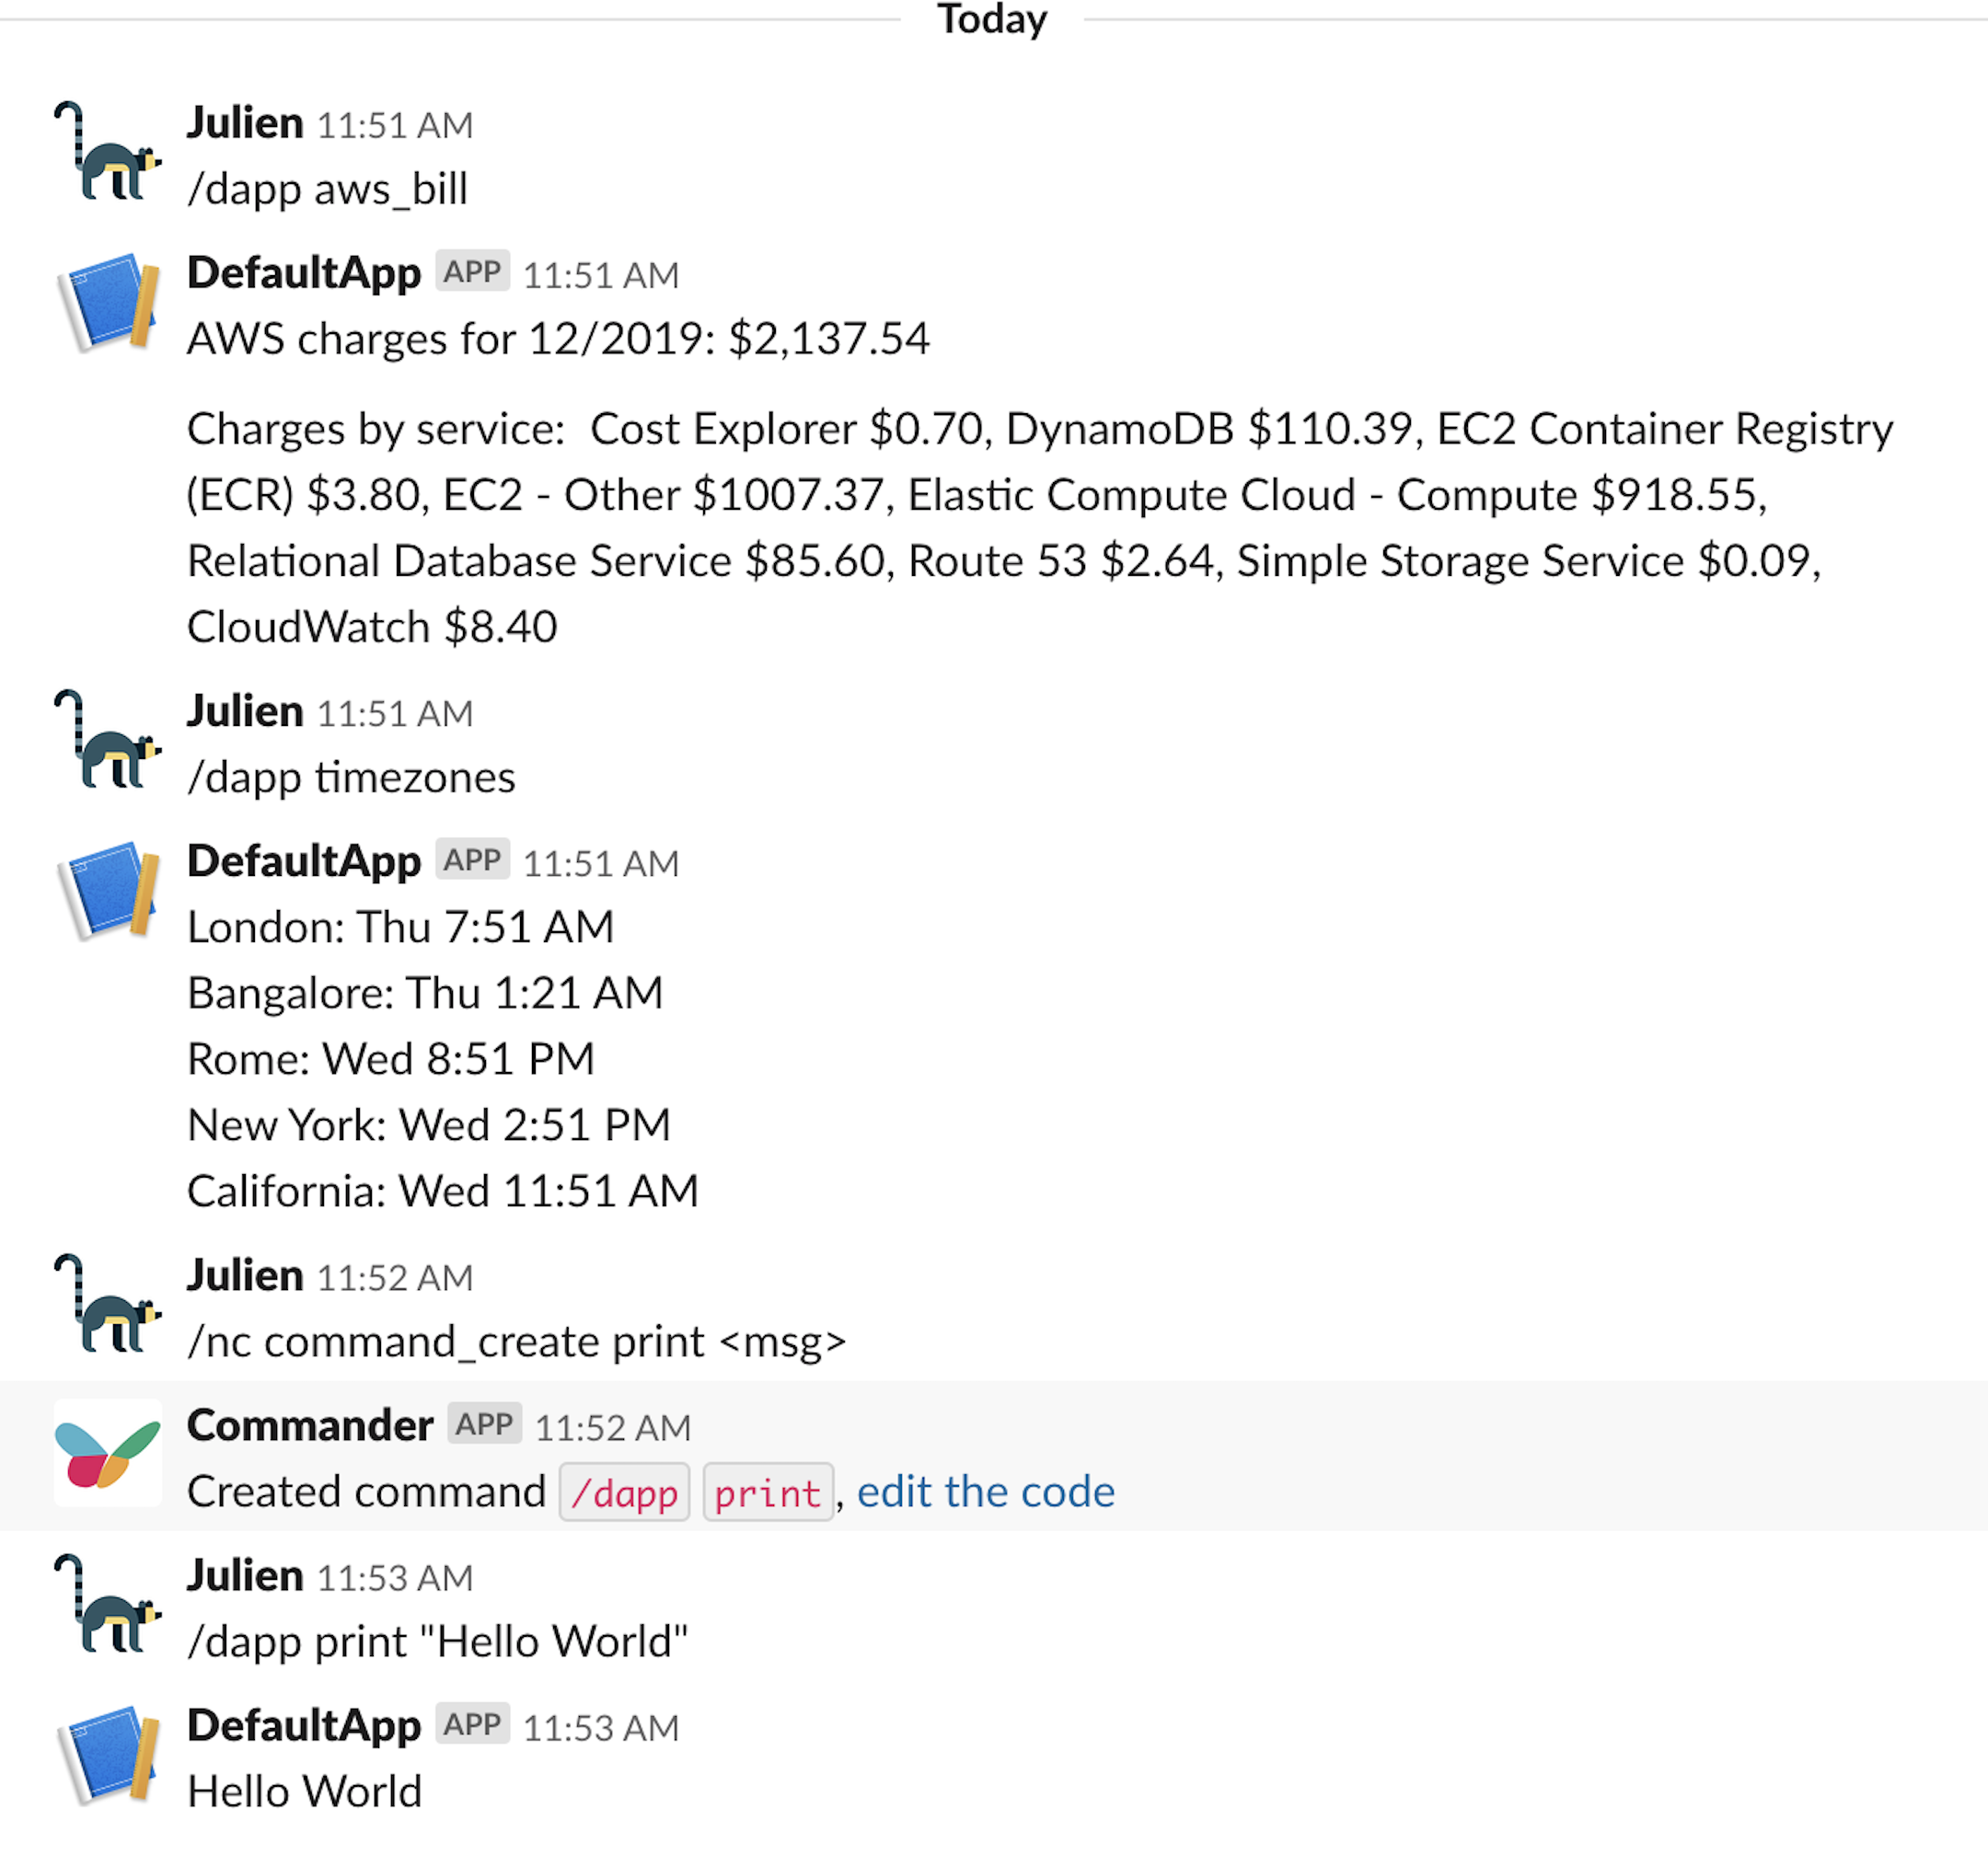 Today
Julien 11:51 AM
/dapp aws_bill
DefaultApp APP 11:51 AM
AWS charges for 12/2019: $2,137.54
Charges by service:  Cost Explorer $0.70, DynamoDB $110.39, EC2 Container Registry
(ECR) $3.80, EC2 - Other $1007.37, Elastic Compute Cloud - Compute $918.55,
Relational Database Service $85.60, Route 53 $2.64, Simple Storage Service $0.09,
CloudWatch $8.40
Julien 11:51 AM
/dapp timezones
DefaultApp APP 11:51 AM
London: Thu 7:51 AM
Bangalore: Thu 1:21 AM
Rome: Wed 8:51 PM
New York: Wed 2:51 PM
California: Wed 11:51 AM
Julien 11:52 AM
/nc command_create print <msg>
Commander APP 11:52 AM
Created command /dapp print, edit the code
Julien 11:53 AM
/dapp print "Hello World"
DefaultApp APP 11:53 AM
Hello World